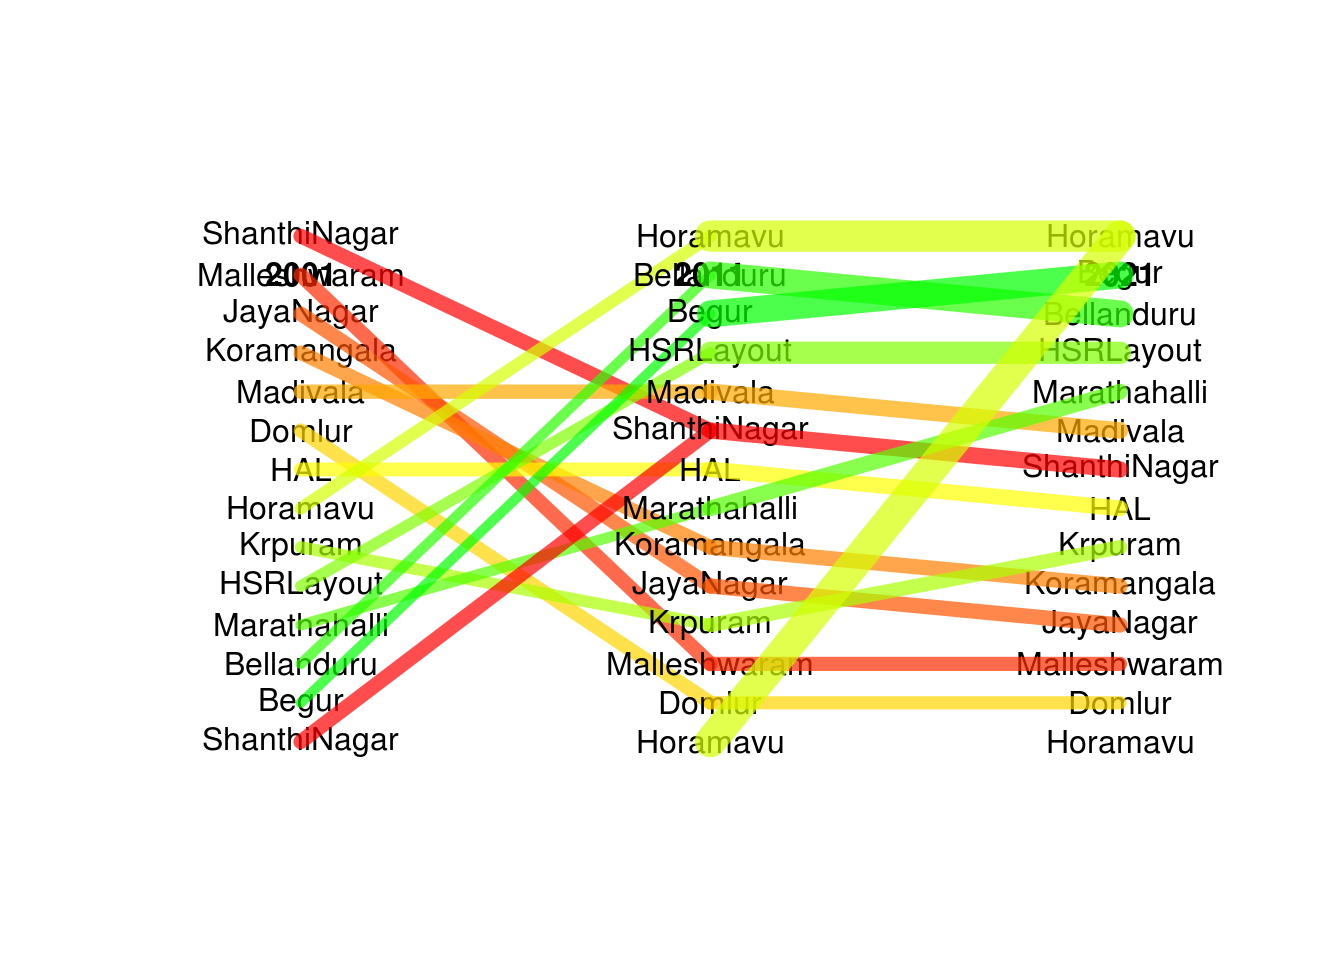 ShanthiNagar Horamavu Horamavu
Malleshwaram 2001 Bellanduru 2011 Begur 2021
JayaNagar Begur Bellanduru
Koramangala HSRLayout HSRLayout
Madivala Madivala Marathahalli
Domlur ShanthiNagar Madivala
HAL HAL ShanthiNagar
Horamavu Marathahalli HAL
Krpuram Koramangala Krpuram
HSRLayout JayaNagar Koramangala
Marathahalli Krpuram JayaNagar
Bellanduru Malleshwaram Malleshwaram
Begur Domlur Domlur
ShanthiNagar Horamavu Horamavu